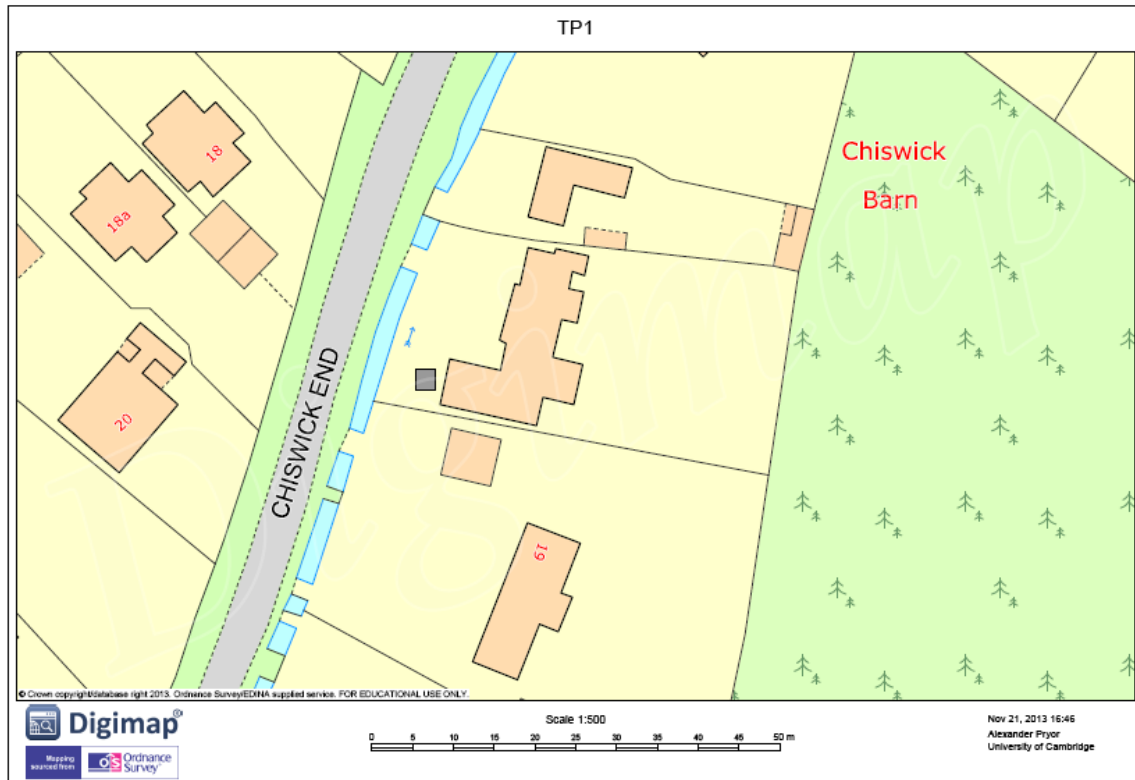 TP1
18
18a
Chiswick
Barn
CHISWICK END
20
19
Digimap
© Crown copyright/database right 2013. Ordnance Survey/EDINA supplied service. FOR EDUCATIONAL USE ONLY.
Digimap®
Mapping
sourced from
OS Ordnance
Survey®
Scale 1:500
0 5 10 15 20 25 30 35 40 45 50 m
Nov 21, 2013 16:46
Alexander Pryor
University of Cambridge